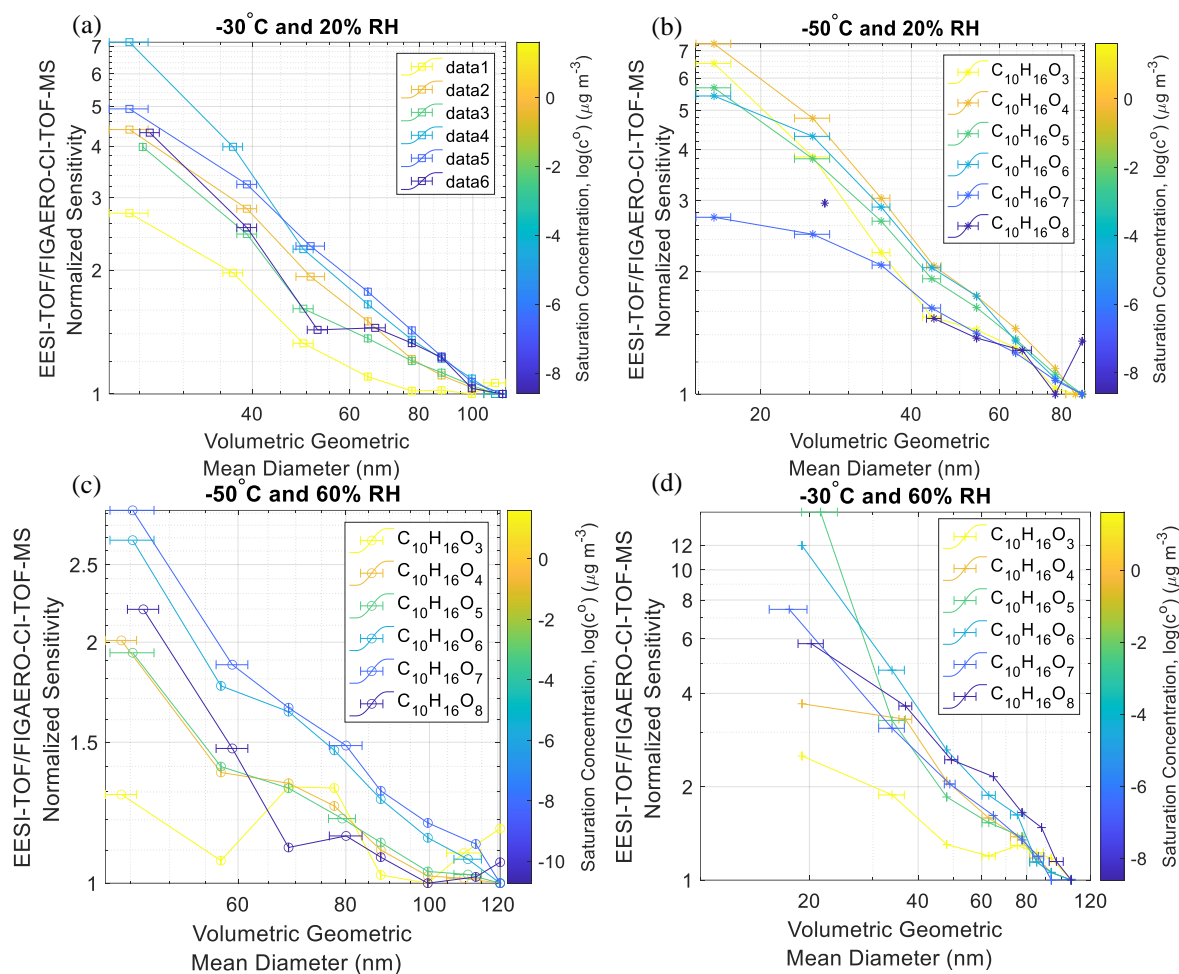 (a)
-30°C and 20% RH
EESI-TOF/FIGAERO-CI-TOF-MS
Normalized Sensitivity
7
6
5
4
3
2
1
40
60
80
100
Volumetric Geometric
Mean Diameter (nm)
data1
data2
data3
data4
data5
data6
0
-2
-4
-6
-8
Saturation Concentration, log(c°) (μg m⁻³)
(b)
-50°C and 20% RH
EESI-TOF/FIGAERO-CI-TOF-MS
Normalized Sensitivity
7
6
5
4
3
2
1
20
40
60
80
Volumetric Geometric
Mean Diameter (nm)
C₁₀H₁₆O₃
C₁₀H₁₆O₄
C₁₀H₁₆O₅
C₁₀H₁₆O₆
C₁₀H₁₆O₇
C₁₀H₁₆O₈
0
-2
-4
-6
-8
Saturation Concentration, log(c°) (μg m⁻³)
(c)
-50°C and 60% RH
EESI-TOF/FIGAERO-CI-TOF-MS
Normalized Sensitivity
2.5
2
1.5
1
60
80
100
120
Volumetric Geometric
Mean Diameter (nm)
C₁₀H₁₆O₃
C₁₀H₁₆O₄
C₁₀H₁₆O₅
C₁₀H₁₆O₆
C₁₀H₁₆O₇
C₁₀H₁₆O₈
0
-2
-4
-6
-8
-10
Saturation Concentration, log(c°) (μg m⁻³)
(d)
-30°C and 60% RH
EESI-TOF/FIGAERO-CI-TOF-MS
Normalized Sensitivity
12
10
8
6
4
2
1
20
40
60
80
120
Volumetric Geometric
Mean Diameter (nm)
C₁₀H₁₆O₃
C₁₀H₁₆O₄
C₁₀H₁₆O₅
C₁₀H₁₆O₆
C₁₀H₁₆O₇
C₁₀H₁₆O₈
0
-2
-4
-6
-8
Saturation Concentration, log(c°) (μg m⁻³)